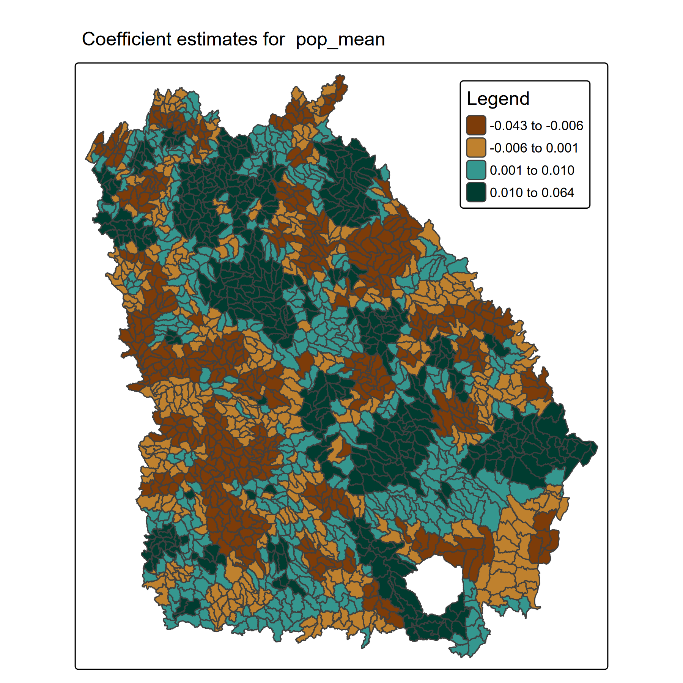 Coefficient estimates for  pop_mean
Legend
-0.043 to -0.006
-0.006 to 0.001
0.001 to 0.010
0.010 to 0.064